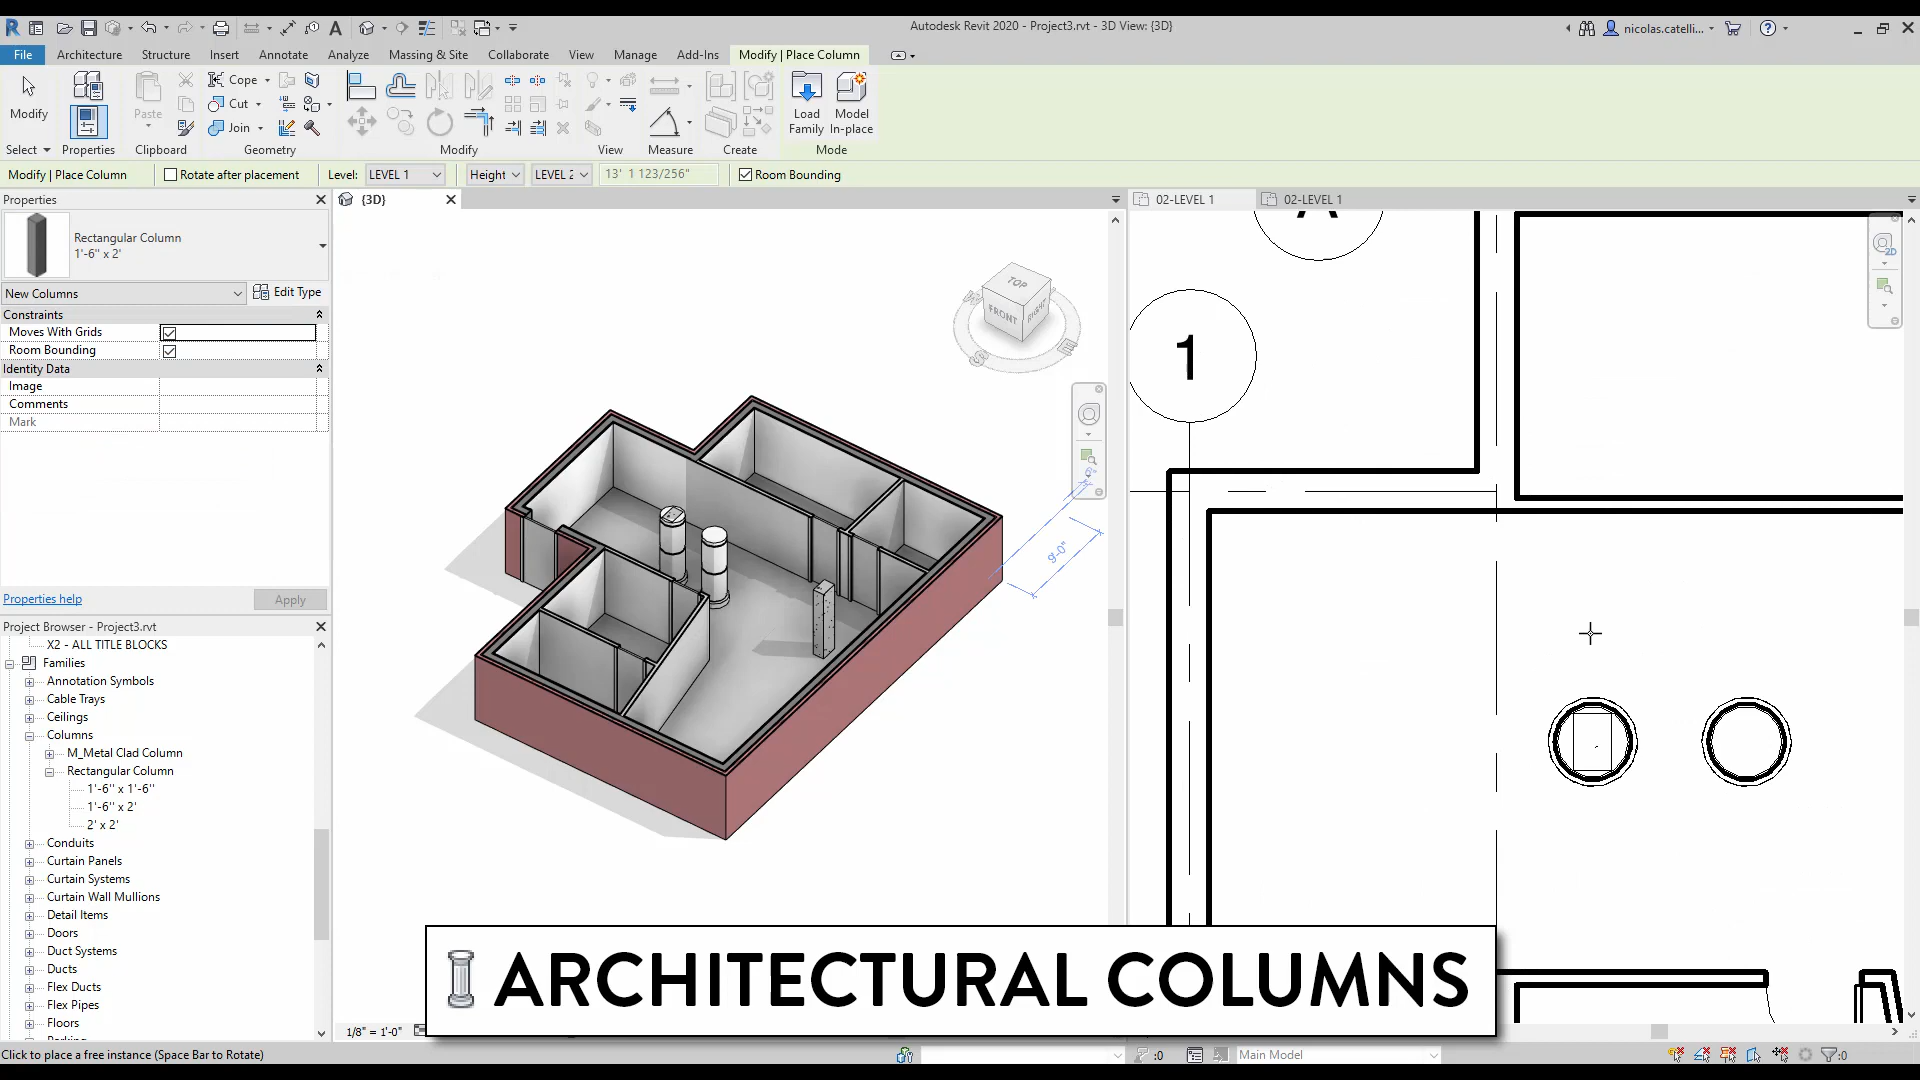 Autodesk Revit 2020 - Project3.rvt - 3D View: {3D}
nicolas.catelli...
File
Architecture
Structure
Insert
Annotate
Analyze
Massing & Site
Collaborate
View
Manage
Add-Ins
Modify | Place Column
Modify
Paste
Cope
Cut
Join
Load
Family
Model
In-place
Select
Properties
Clipboard
Geometry
Modify
View
Measure
Create
Mode
Modify | Place Column
Rotate after placement
Level:
LEVEL 1
Height
LEVEL 2
13' 1 123/256"
Room Bounding
Properties
{3D}
02-LEVEL 1
02-LEVEL 1
Rectangular Column
1'-6" x 2'
New Columns
Edit Type
Constraints
Moves With Grids
Room Bounding
Identity Data
Image
Comments
Mark
Properties help
Apply
Project Browser - Project3.rvt
X2 - ALL TITLE BLOCKS
Families
Annotation Symbols
Cable Trays
Ceilings
Columns
M_Metal Clad Column
Rectangular Column
1'-6" x 1'-6"
1'-6" x 2'
2' x 2'
Conduits
Curtain Panels
Curtain Systems
Curtain Wall Mullions
Detail Items
Doors
Duct Systems
Ducts
Flex Ducts
Flex Pipes
Floors
TOP
FRONT
RIGHT
W
S
E
9'-0"
1
2D
ARCHITECTURAL COLUMNS
1/8" = 1'-0"
Click to place a free instance (Space Bar to Rotate)
:0
Main Model
:0